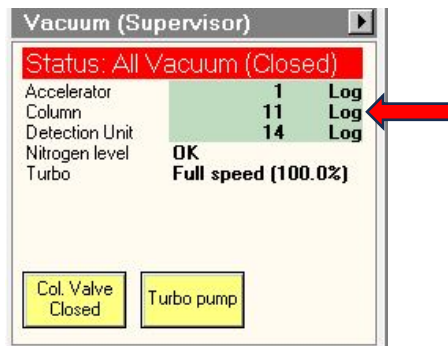 Vacuum (Supervisor)
Status: All Vacuum (Closed)
Accelerator 1 Log
Column 11 Log
Detection Unit 14 Log
Nitrogen level OK
Turbo Full speed (100.0%)
Col. Valve
Closed
Turbo pump